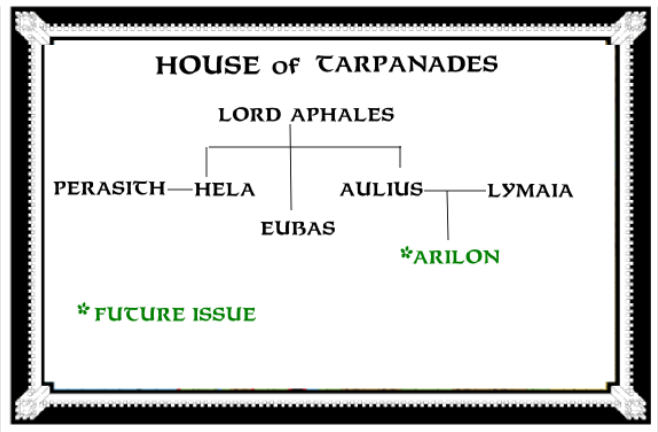 HOUSE of TARPANADES
LORD APHALES
PERASITH HELA AULIUS LYMAIA
EUBAS
*ARILON
* FUTURE ISSUE